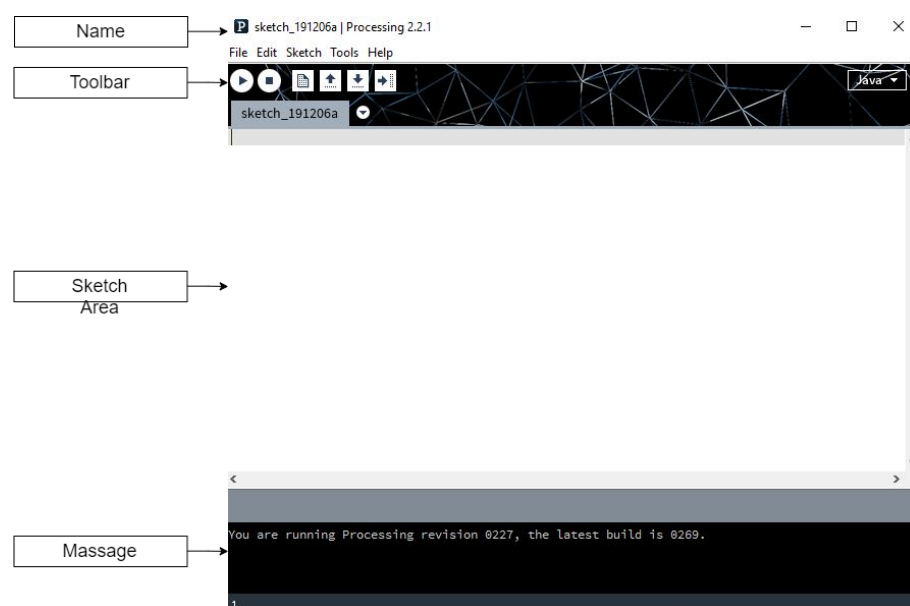 Name
sketch_191206a | Processing 2.2.1
File Edit Sketch Tools Help
Toolbar
Java
sketch_191206a
Sketch
Area
You are running Processing revision 0227, the latest build is 0269.
Massage
1